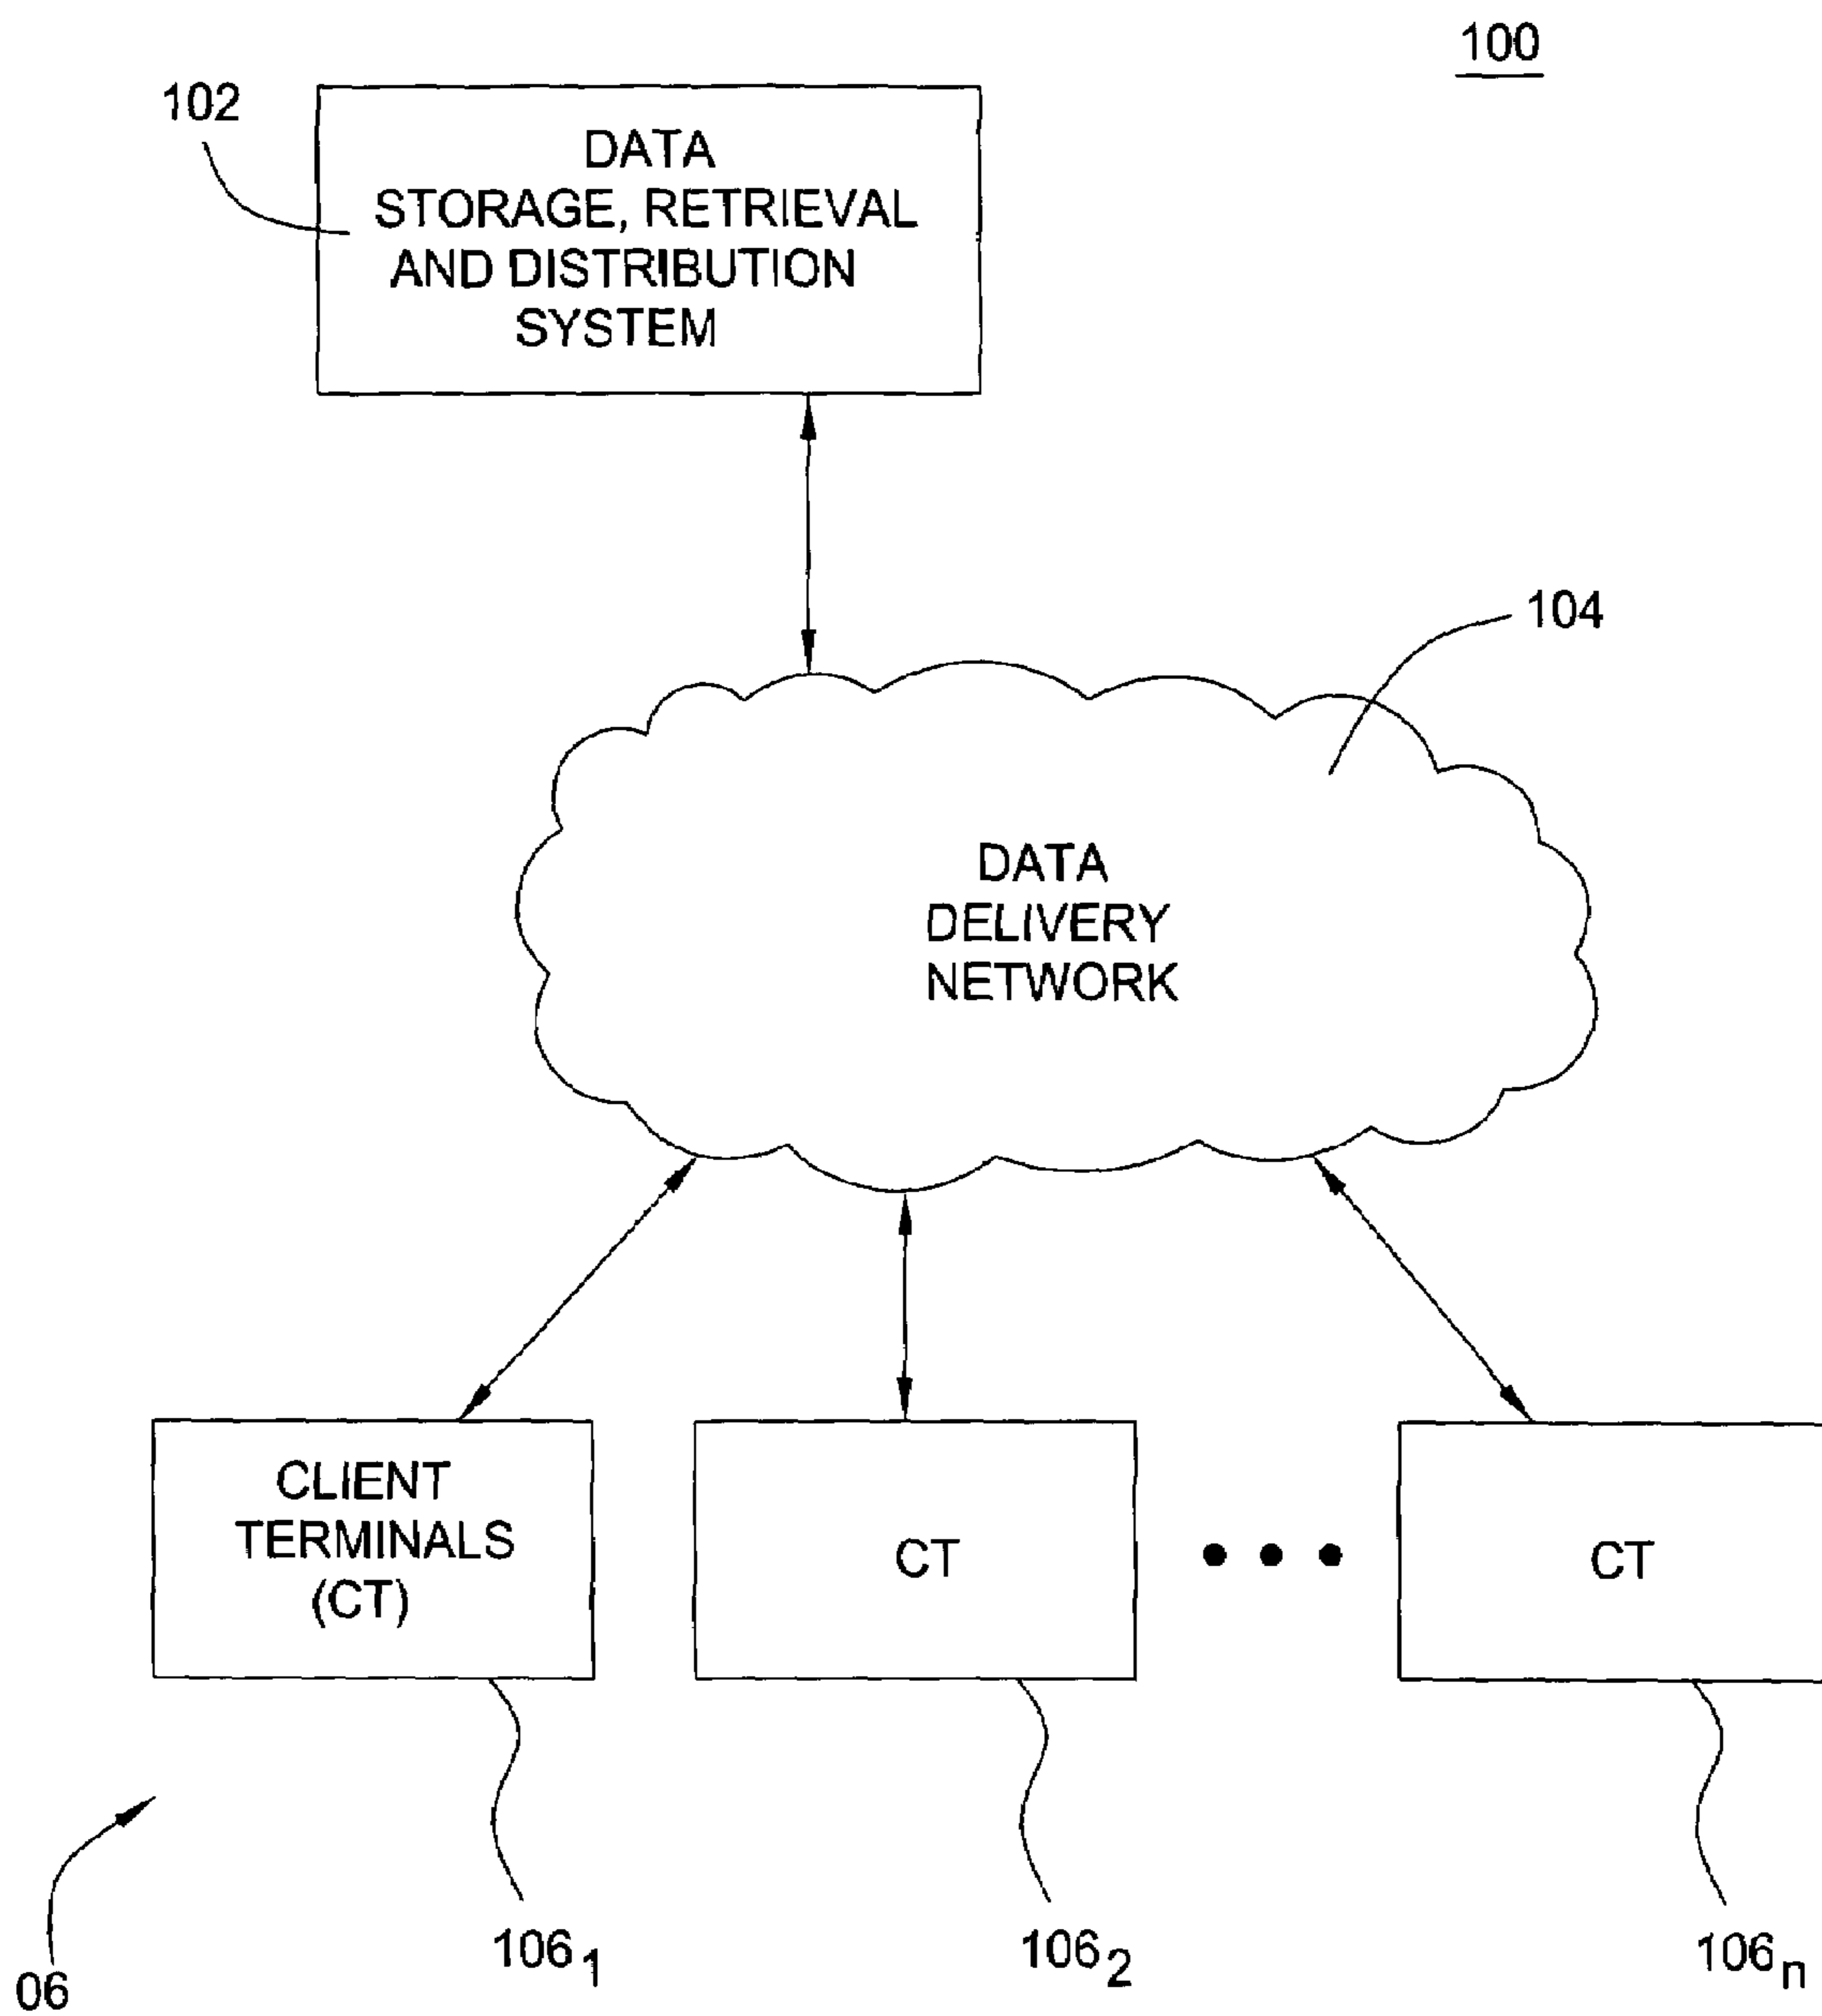 100
102
DATA
STORAGE, RETRIEVAL
AND DISTRIBUTION
SYSTEM
104
DATA
DELIVERY
NETWORK
CLIENT
TERMINALS
(CT)
CT
CT
106₁
106₂
106ₙ
06